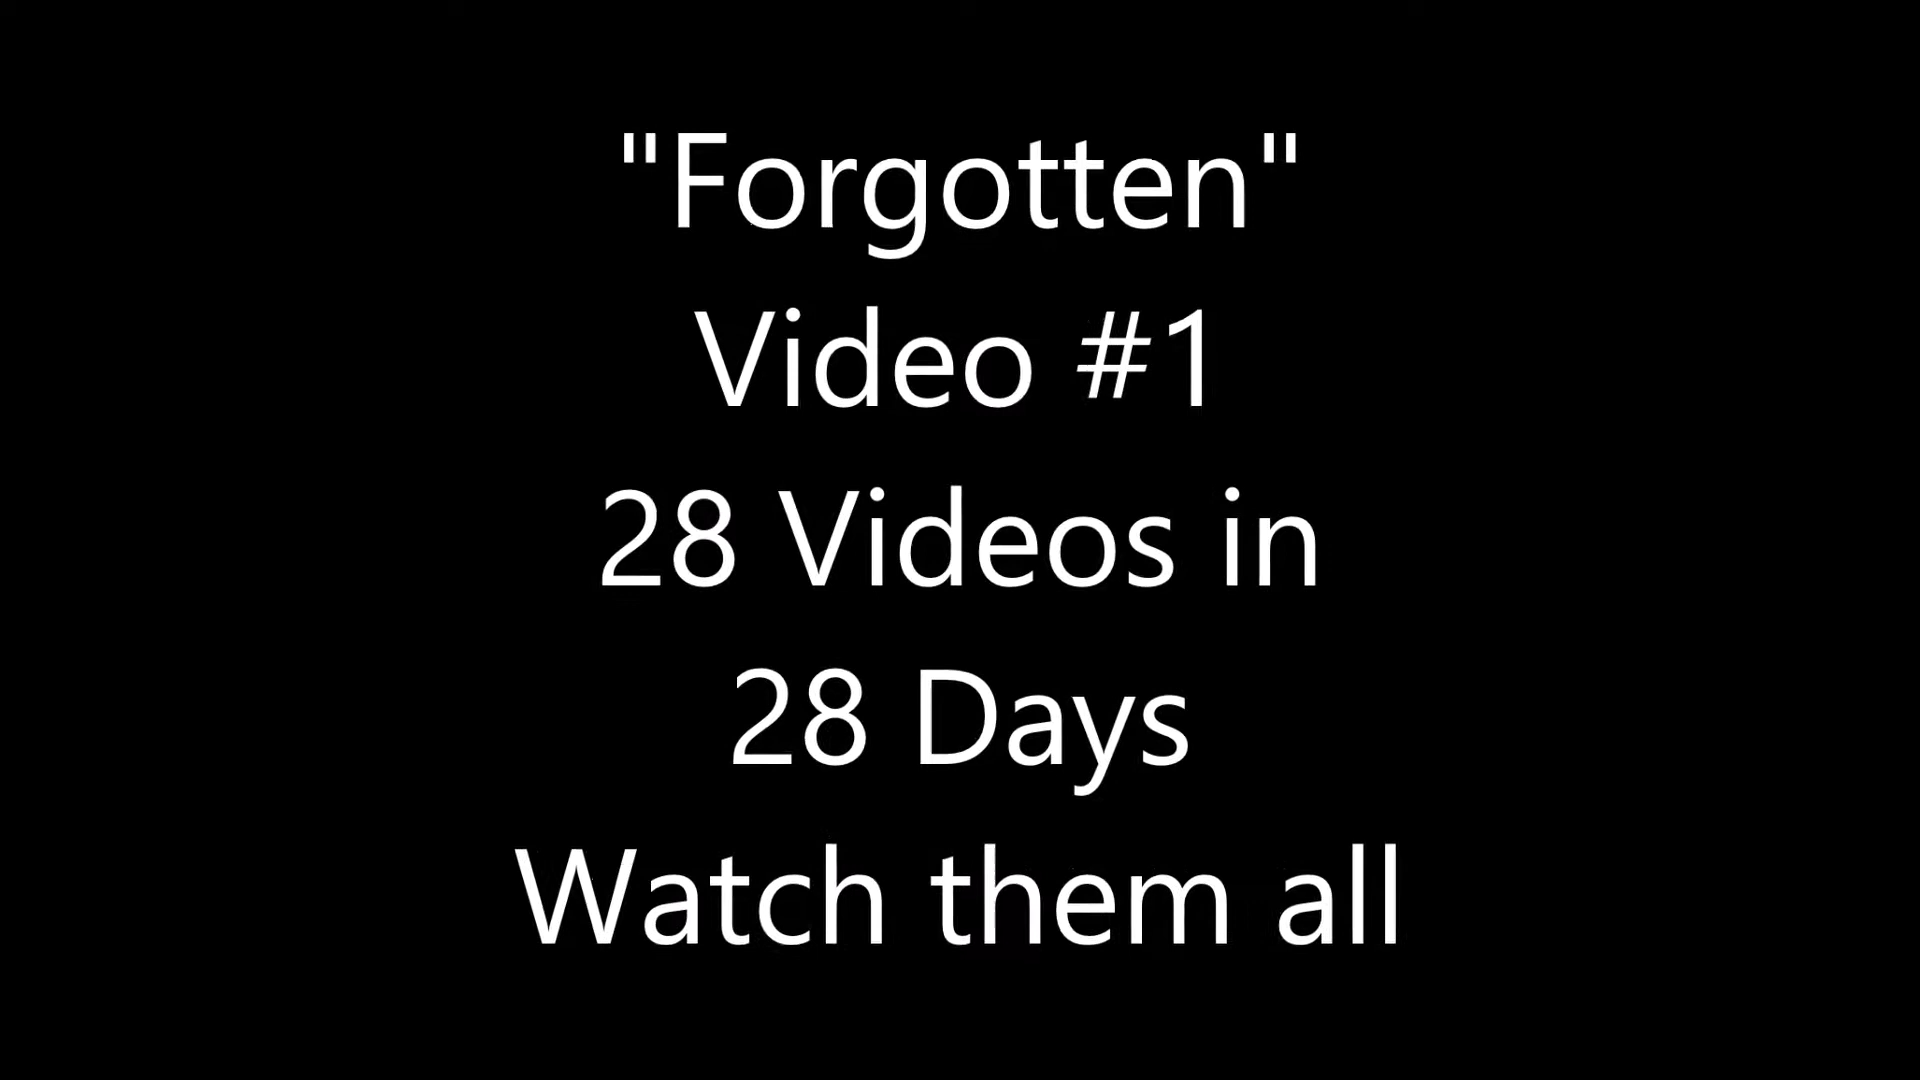 "Forgotten"
Video #1
28 Videos in
28 Days
Watch them all